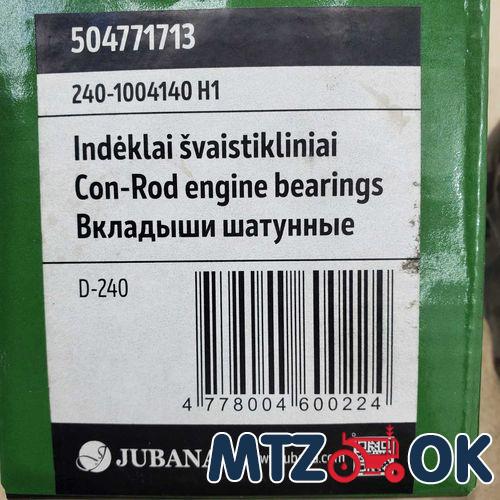 504771713
240-1004140 H1
Indėklai švaistikliniai
Con-Rod engine bearings
Вкладыши шатунные
D-240
4 778004 600224
JUBANA
MTZ OK